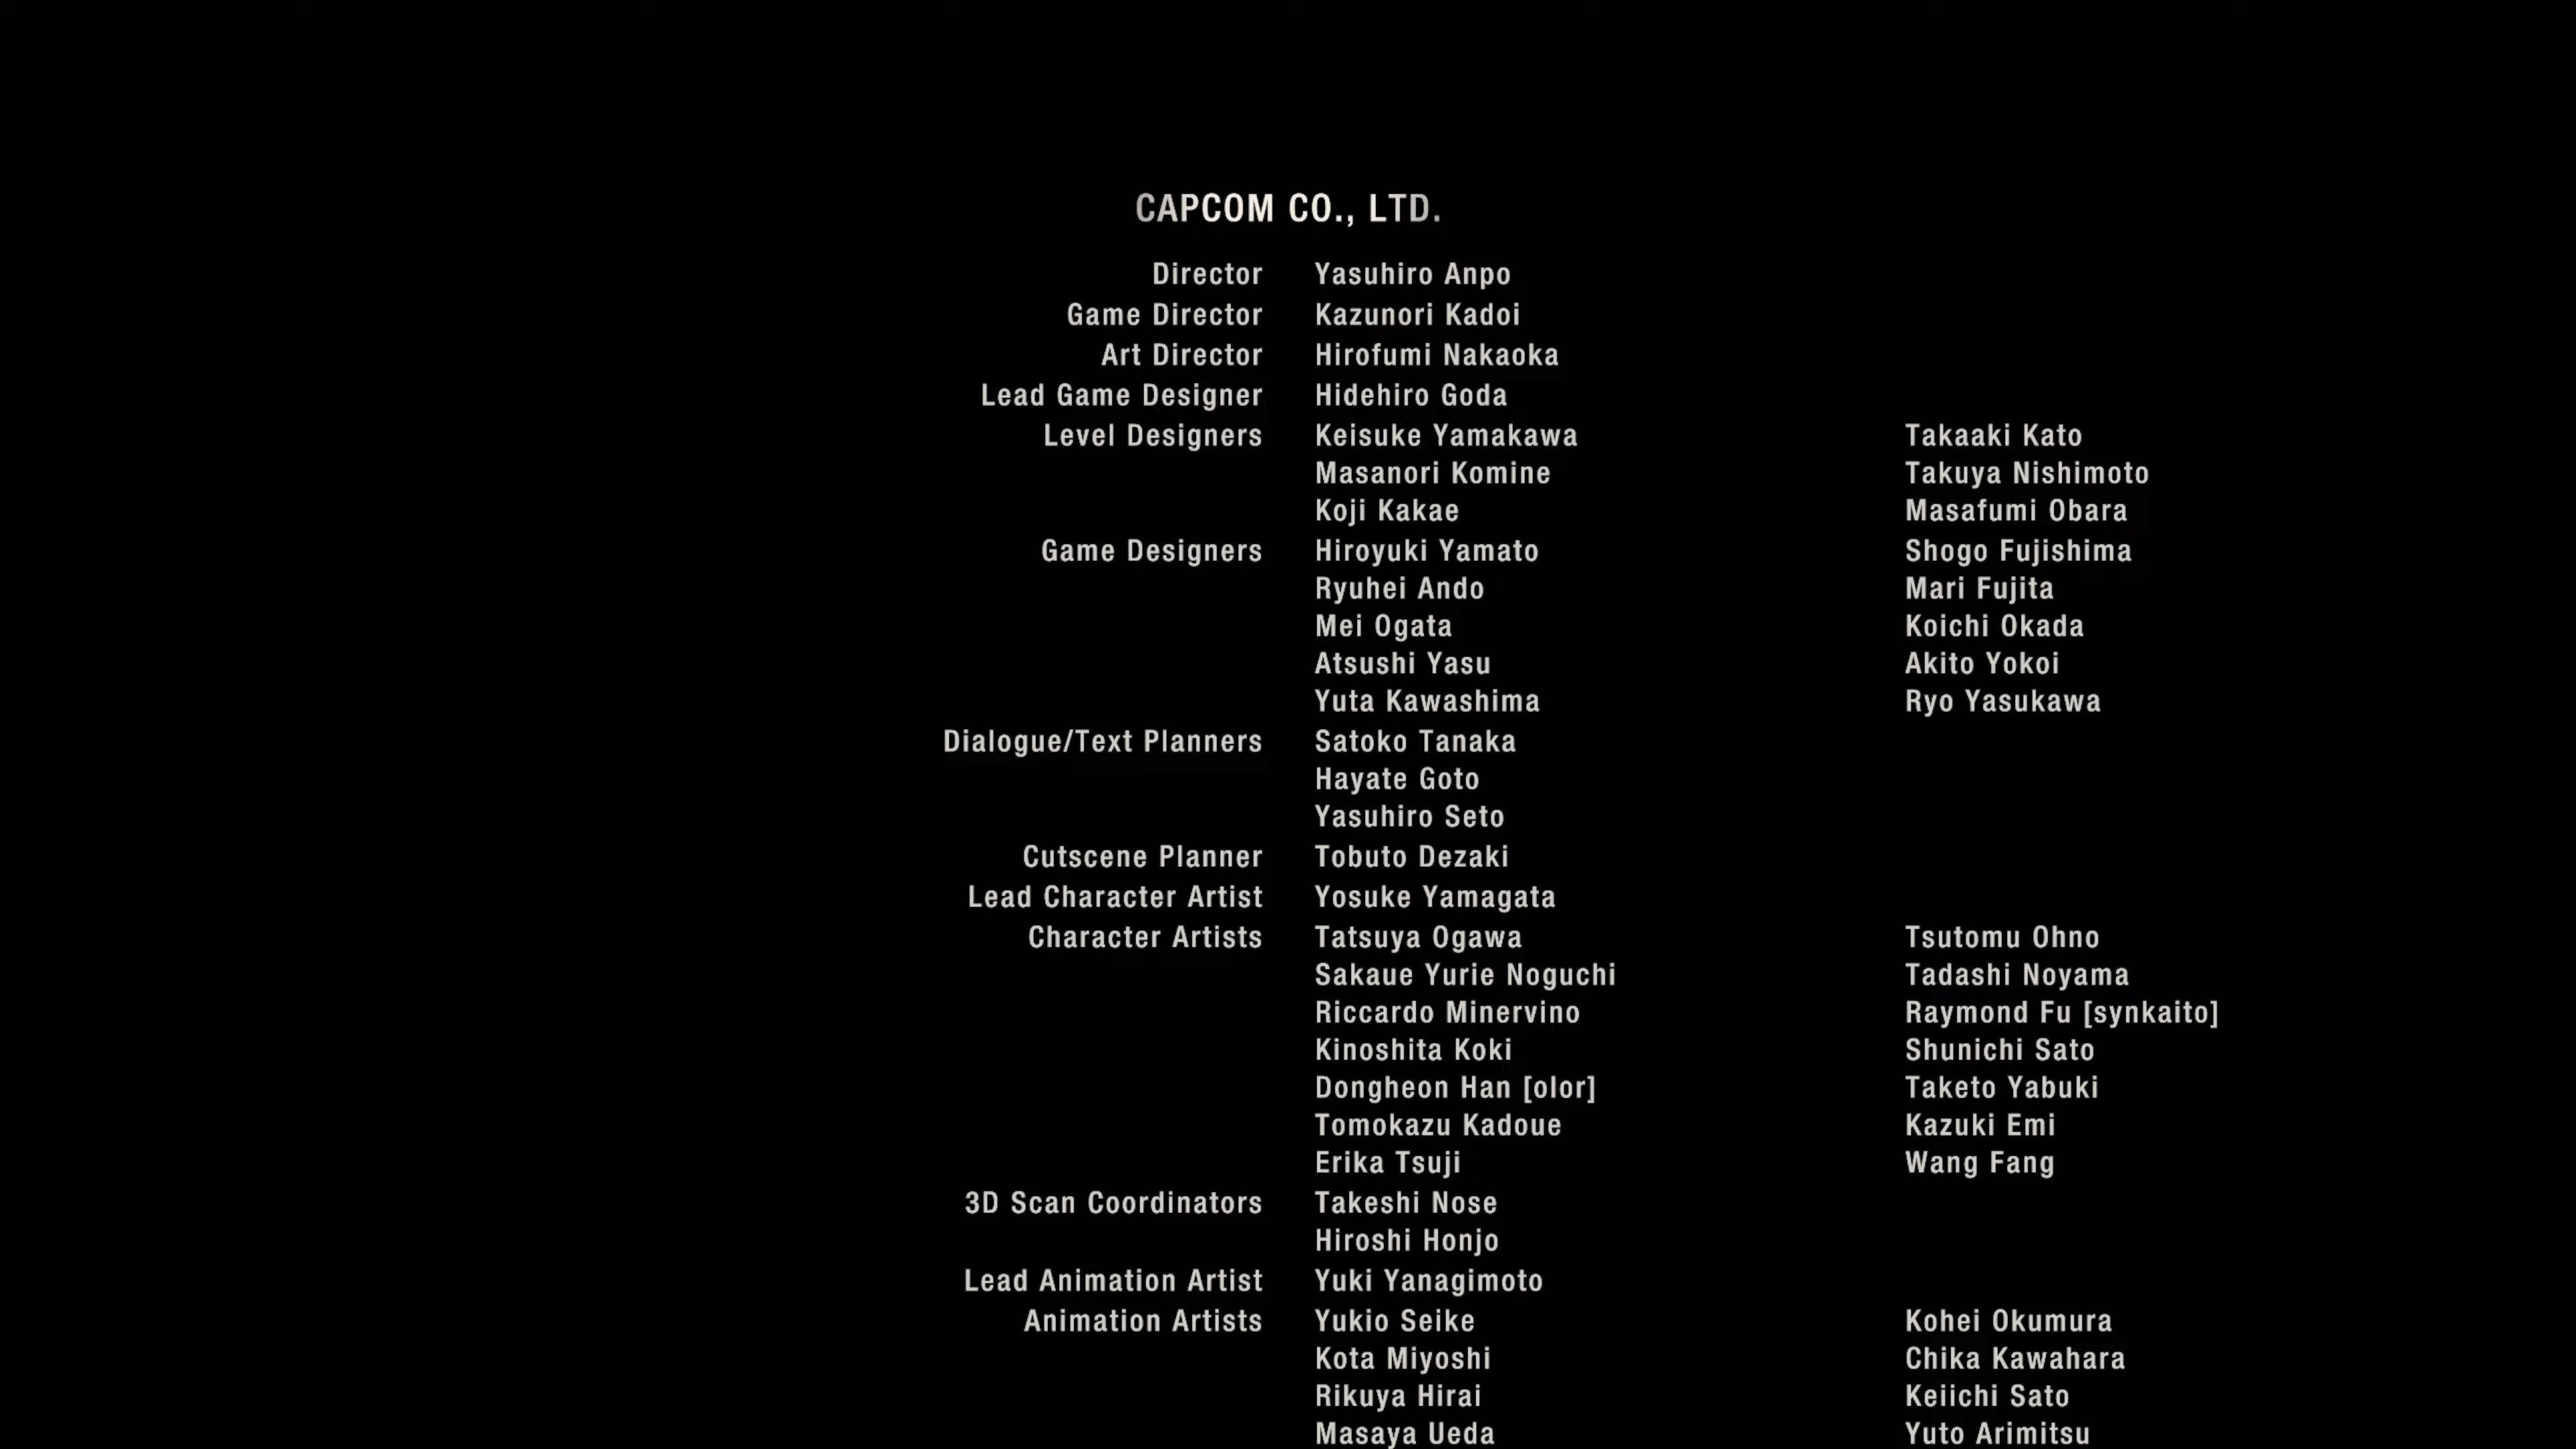 CAPCOM CO., LTD.
Director Yasuhiro Anpo
Game Director Kazunori Kadoi
Art Director Hirofumi Nakaoka
Lead Game Designer Hidehiro Goda
Level Designers Keisuke Yamakawa Takaaki Kato
Masanori Komine Takuya Nishimoto
Koji Kakae Masafumi Obara
Game Designers Hiroyuki Yamato Shogo Fujishima
Ryuhei Ando Mari Fujita
Mei Ogata Koichi Okada
Atsushi Yasu Akito Yokoi
Yuta Kawashima Ryo Yasukawa
Dialogue/Text Planners Satoko Tanaka
Hayate Goto
Yasuhiro Seto
Cutscene Planner Tobuto Dezaki
Lead Character Artist Yosuke Yamagata
Character Artists Tatsuya Ogawa Tsutomu Ohno
Sakaue Yurie Noguchi Tadashi Noyama
Riccardo Minervino Raymond Fu [synkaito]
Kinoshita Koki Shunichi Sato
Dongheon Han [olor] Taketo Yabuki
Tomokazu Kadoue Kazuki Emi
Erika Tsuji Wang Fang
3D Scan Coordinators Takeshi Nose
Hiroshi Honjo
Lead Animation Artist Yuki Yanagimoto
Animation Artists Yukio Seike Kohei Okumura
Kota Miyoshi Chika Kawahara
Rikuya Hirai Keiichi Sato
Masaya Ueda Yuto Arimitsu